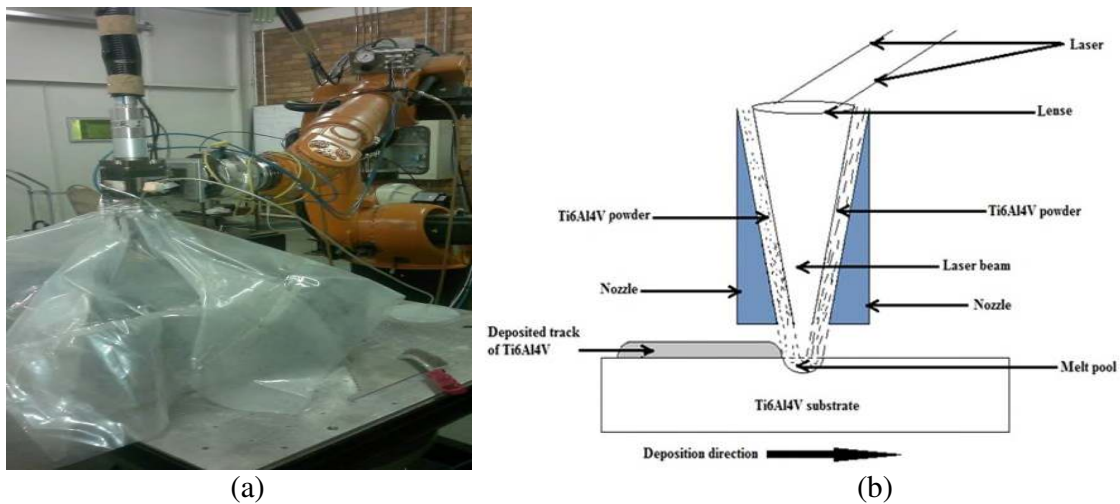 Laser
Lense
Ti6Al4V powder
Ti6Al4V powder
Laser beam
Nozzle
Nozzle
Deposited track
of Ti6Al4V
Melt pool
Ti6Al4V substrate
Deposition direction
(a)
(b)